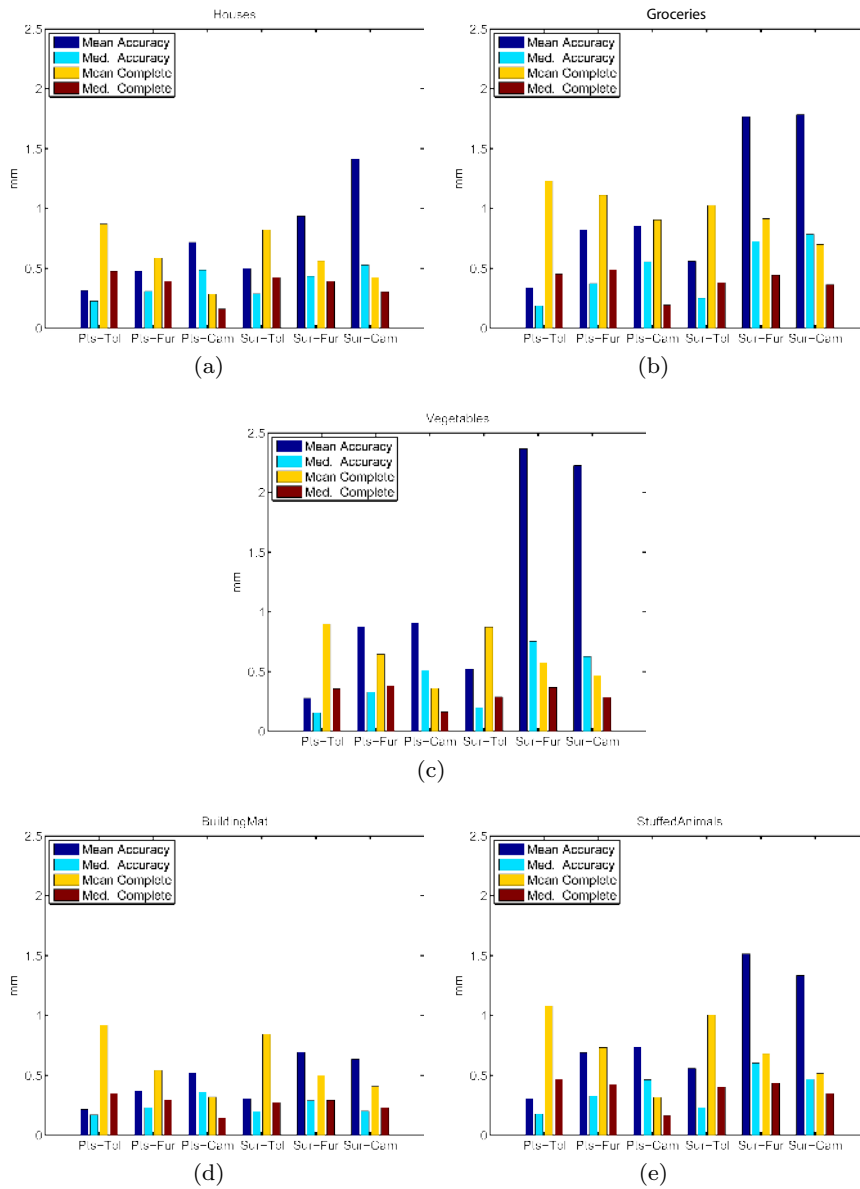 Houses
2.5
2
1.5
1
0.5
0
mm
Mean Accuracy
Med. Accuracy
Mean Complete
Med. Complete
Pts-Tol Pts-Fur Pts-Cam Sur-Tol Sur-Fur Sur-Cam
(a)
Groceries
2.5
2
1.5
1
0.5
0
Mean Accuracy
Med. Accuracy
Mean Complete
Med. Complete
Pts-Tol Pts-Fur Pts-Cam Sur-Tol Sur-Fur Sur-Cam
(b)
Vegetables
2.5
2
1.5
1
0.5
0
mm
Mean Accuracy
Med. Accuracy
Mean Complete
Med. Complete
Pts-Tol Pts-Fur Pts-Cam Sur-Tol Sur-Fur Sur-Cam
(c)
BuildingMat
2.5
2
1.5
1
0.5
0
mm
Mean Accuracy
Med. Accuracy
Mean Complete
Med. Complete
Pts-Tol Pts-Fur Pts-Cam Sur-Tol Sur-Fur Sur-Cam
(d)
StuffedAnimals
2.5
2
1.5
1
0.5
0
mm
Mean Accuracy
Med. Accuracy
Mean Complete
Med. Complete
Pts-Tol Pts-Fur Pts-Cam Sur-Tol Sur-Fur Sur-Cam
(e)